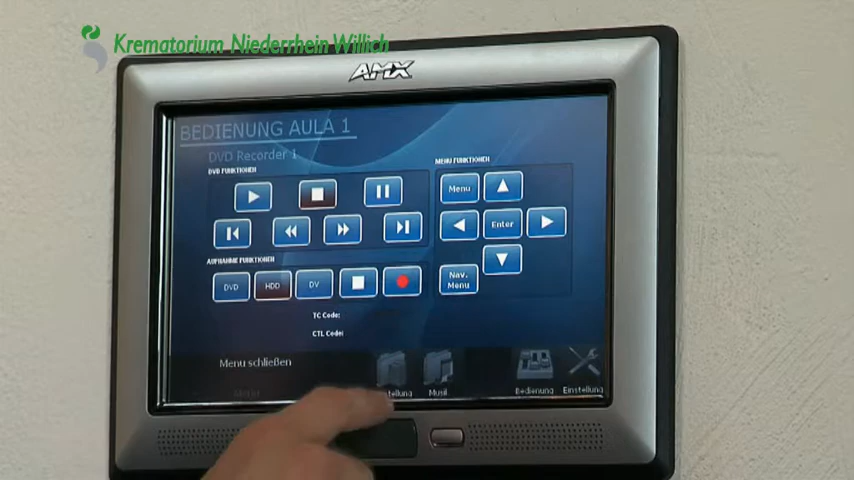 Krematorium Niederrhein Willich
AMX
BEDIENUNG AULA 1
DVD Recorder 1
DVD FUNKTIONEN
MENU FUNKTIONEN
Menu
Enter
Nav.
Menu
AUFNAHME FUNKTIONEN
DVD
HDD
DV
TC Code:
CTL Code:
Menu schließen
Musik
Bedienung
Einstellung